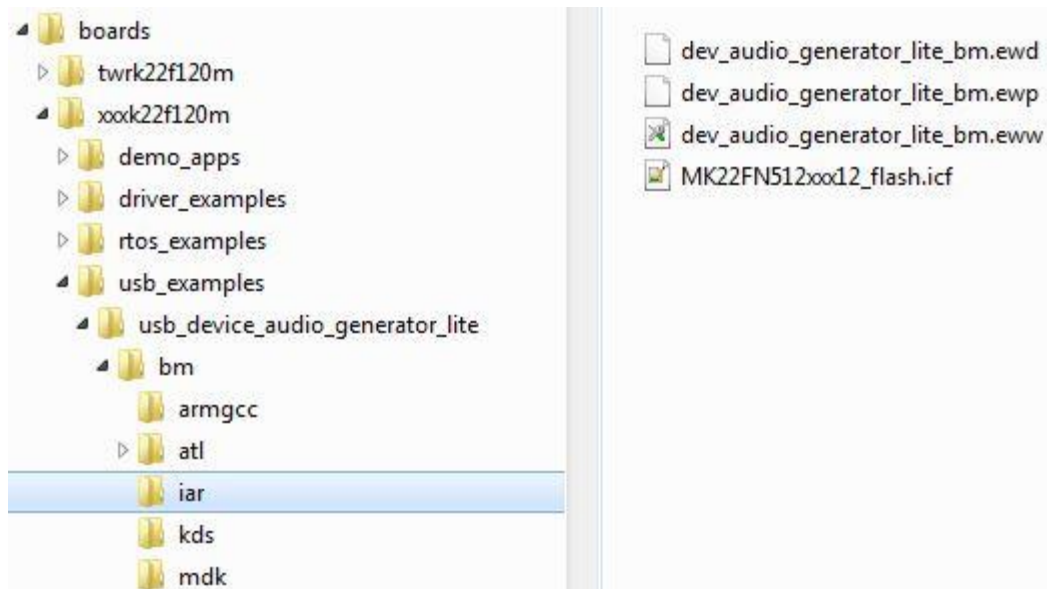 boards
twrk22f120m
xxxk22f120m
demo_apps
driver_examples
rtos_examples
usb_examples
usb_device_audio_generator_lite
bm
armgcc
atl
iar
kds
mdk
dev_audio_generator_lite_bm.ewd
dev_audio_generator_lite_bm.ewp
dev_audio_generator_lite_bm.eww
MK22FN512xxx12_flash.icf